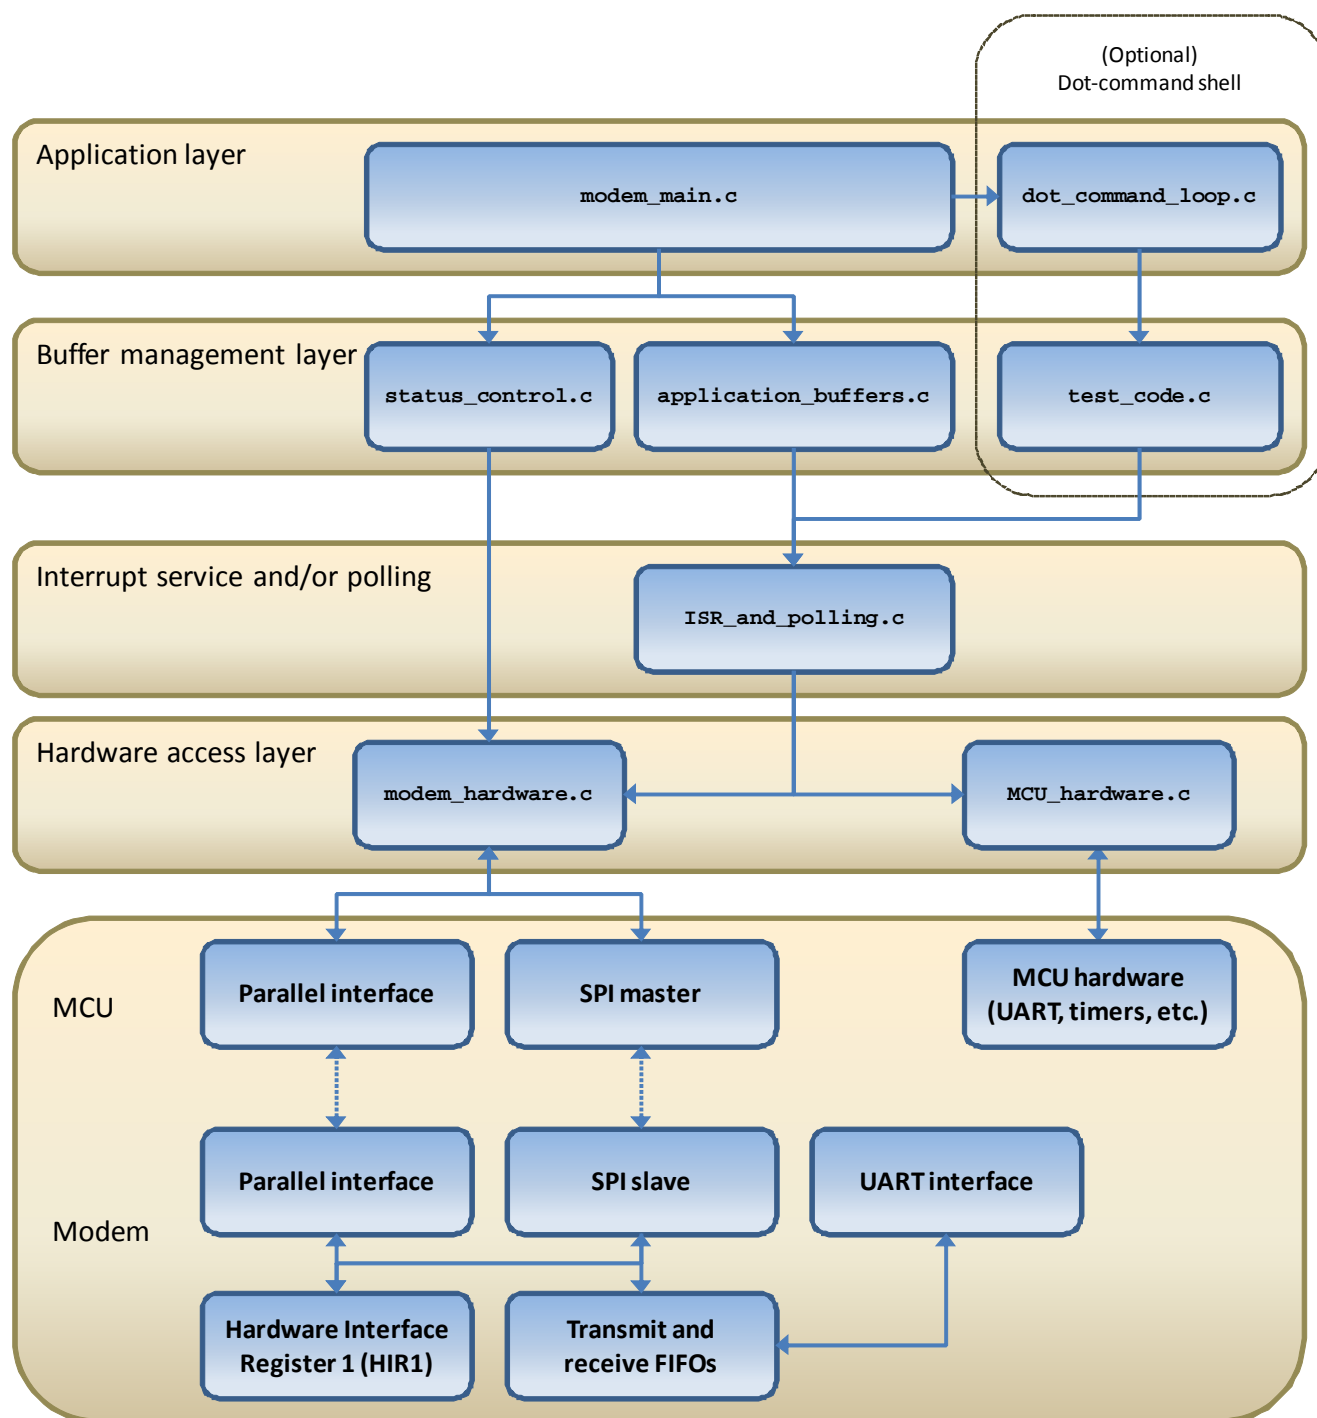 (Optional)
Dot-command shell
Application layer
modem_main.c
dot_command_loop.c
Buffer management layer
status_control.c
application_buffers.c
test_code.c
Interrupt service and/or polling
ISR_and_polling.c
Hardware access layer
modem_hardware.c
MCU_hardware.c
MCU
Parallel interface
SPI master
MCU hardware
(UART, timers, etc.)
Parallel interface
SPI slave
UART interface
Modem
Hardware Interface
Register 1 (HIR1)
Transmit and
receive FIFOs